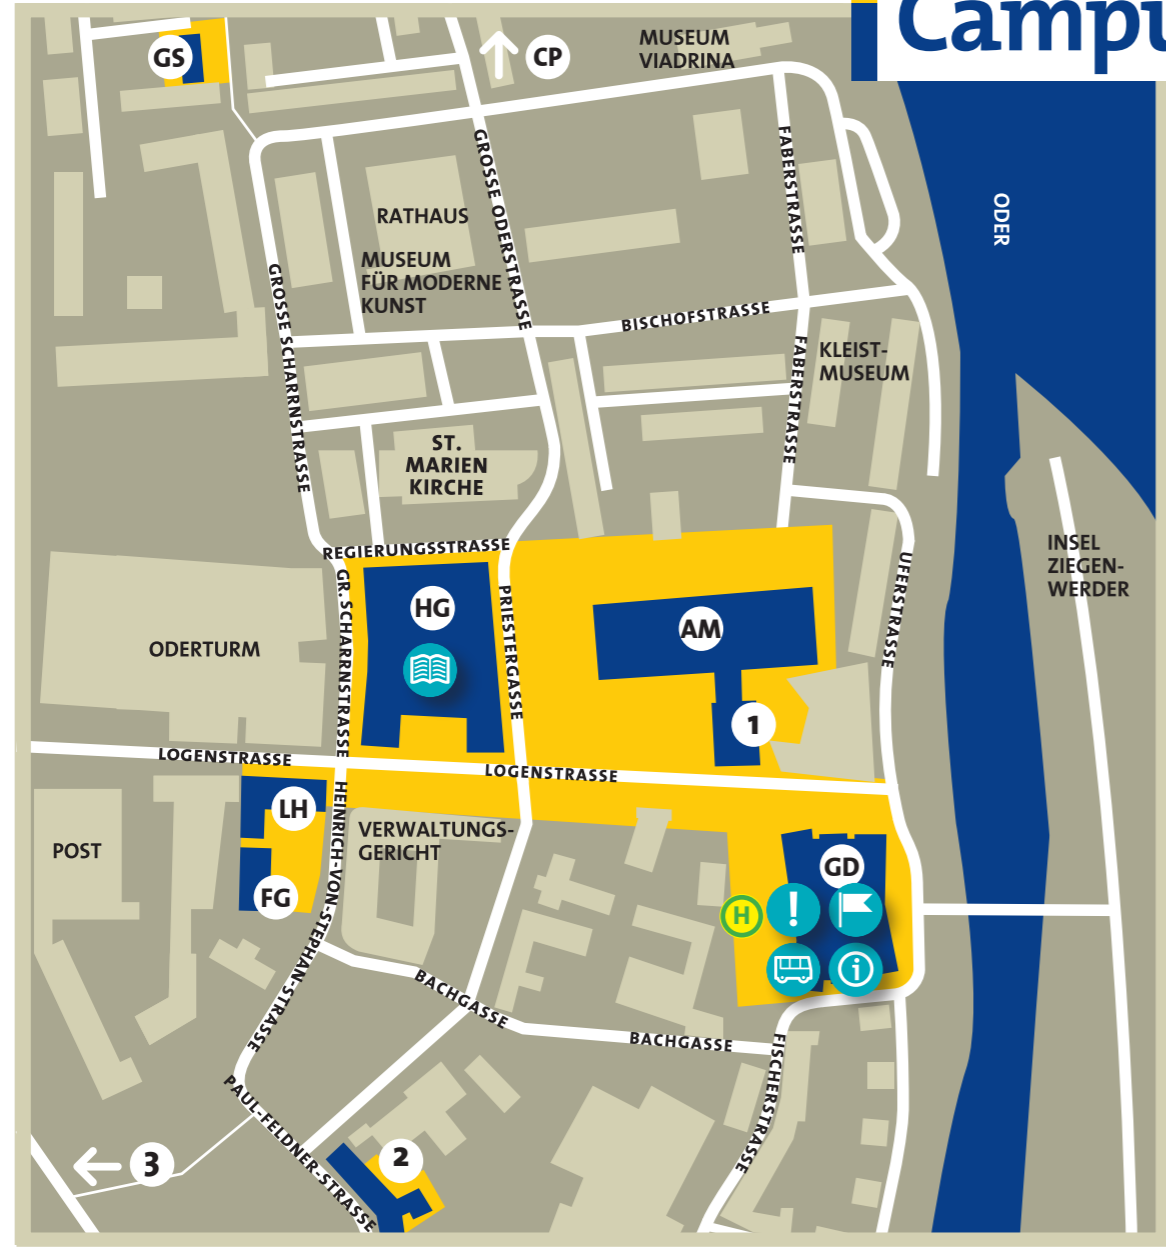 Campu
GS
CP
MUSEUM
VIADRINA
GROSSE ODERSTRASSE
FABERSTRASSE
ODER
RATHAUS
MUSEUM
FÜR MODERNE
KUNST
GROSSE SCHARRNSTRASSE
BISCHOFSTRASSE
FABERSTRASSE
KLEIST-
MUSEUM
ST.
MARIEN
KIRCHE
REGIERUNGSSTRASSE
INSEL
ZIEGEN-
WERDER
UFERSTRASSE
GR. SCHARRNSTRASSE
HG
PRIESTERGASSE
AM
ODERTURM
1
LOGENSTRASSE
LOGENSTRASSE
LH
HEINRICH-VON-STEPHAN-STRASSE
VERWALTUNGS-
GERICHT
POST
FG
GD
H
!
i
BACHGASSE
BACHGASSE
FISCHERSTRASSE
PAUL-FELDNER-STRASSE
3
2